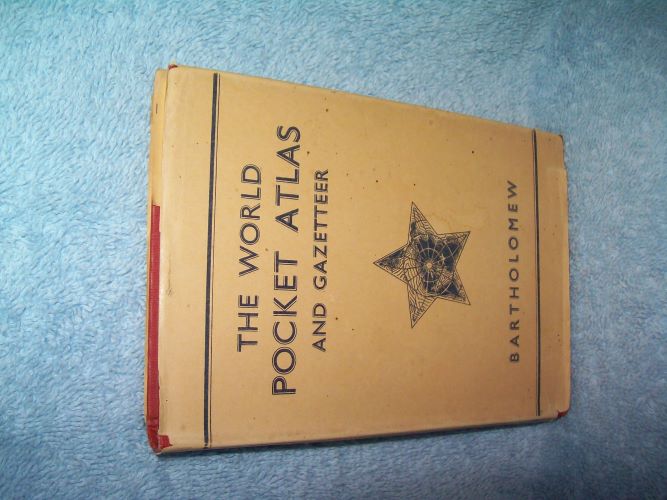 THE WORLD
POCKET ATLAS
AND GAZETTEER
BARTHOLOMEW